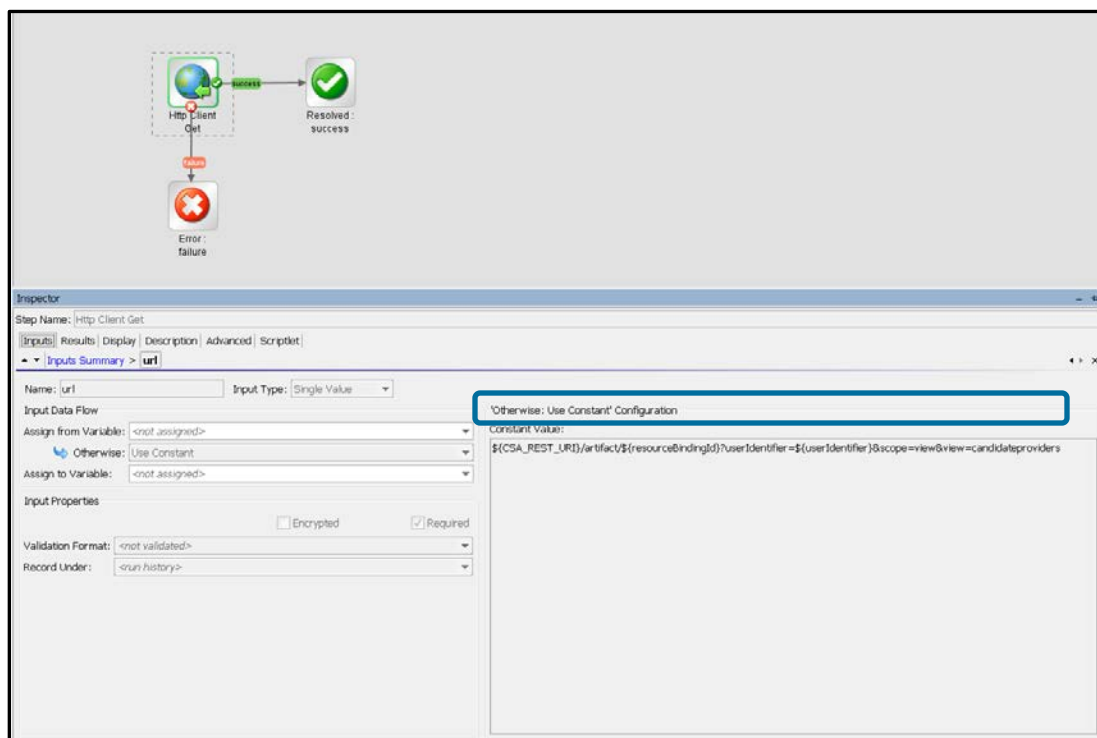 success
Http Client
Get
Resolved :
success
failure
Error :
failure
Inspector
Step Name: Http Client Get
Inputs Results Display Description Advanced Scriptlet
Inputs Summary > url
Name: url Input Type: Single Value
Input Data Flow
'Otherwise: Use Constant' Configuration
Assign from Variable: <not assigned>
Constant Value:
Otherwise: Use Constant
${CSA_REST_URI}/artifact/${resourceBindingId}?userIdentifier=${userIdentifier}&scope=view&view=candidateproviders
Assign to Variable: <not assigned>
Input Properties
Encrypted Required
Validation Format: <not validated>
Record Under: <run history>